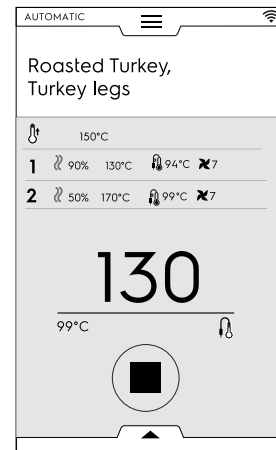 AUTOMATIC
Roasted Turkey,
Turkey legs
150°C
1 90% 130°C 94°C 7
2 50% 170°C 99°C 7
130
99°C